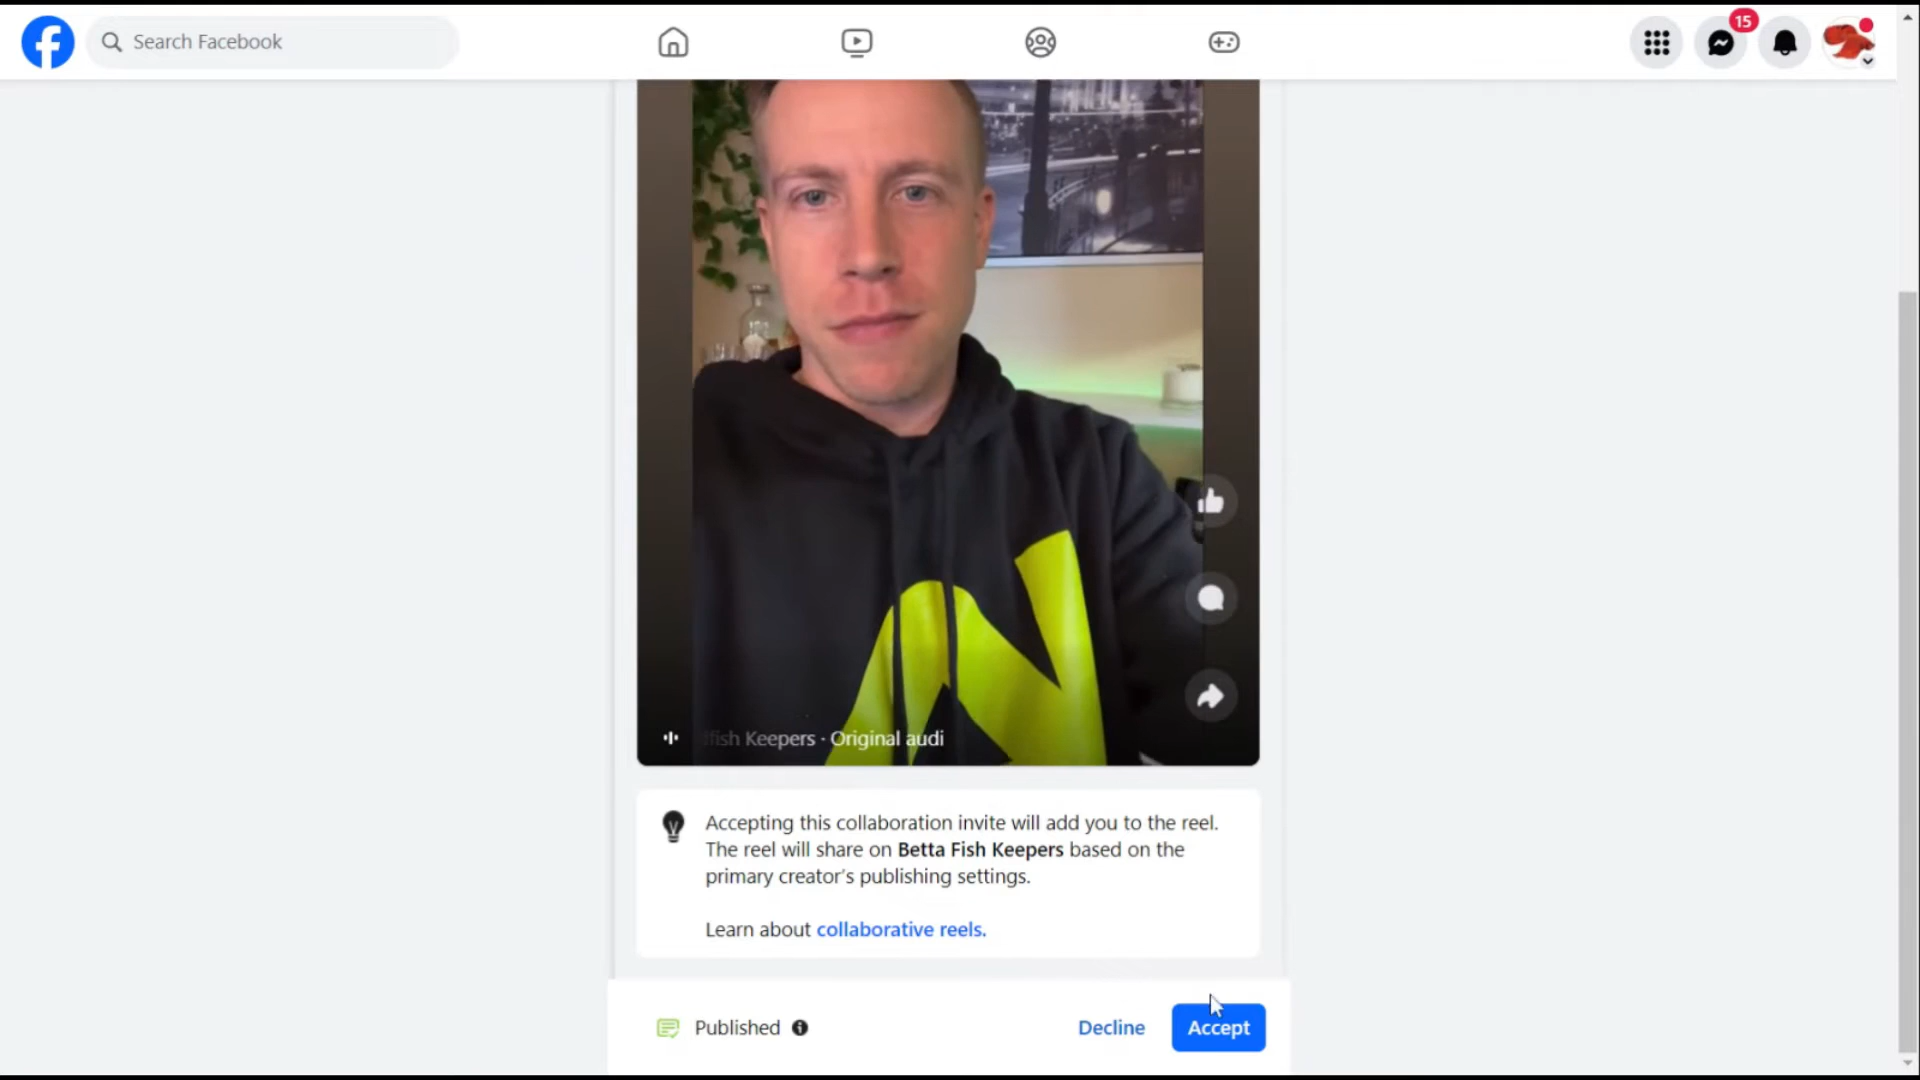 Search Facebook
15
fish Keepers · Original audi
Accepting this collaboration invite will add you to the reel.
The reel will share on Betta Fish Keepers based on the
primary creator's publishing settings.
Learn about collaborative reels.
Published
Decline
Accept